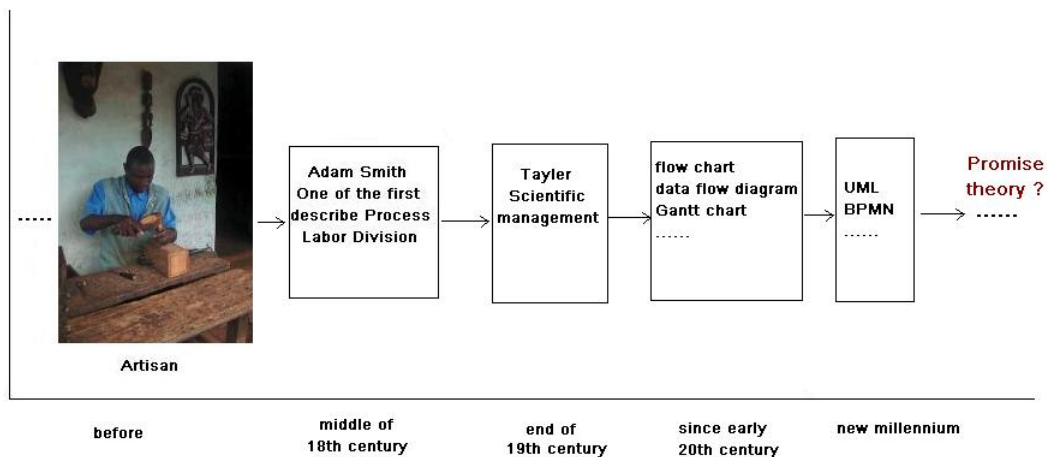 Adam Smith
One of the first
describe Process
Labor Division
Tayler
Scientific
management
flow chart
data flow diagram
Gantt chart
......
UML
BPMN
......
Promise
theory ?
......
.....
Artisan
before
middle of
18th century
end of
19th century
since early
20th century
new millennium